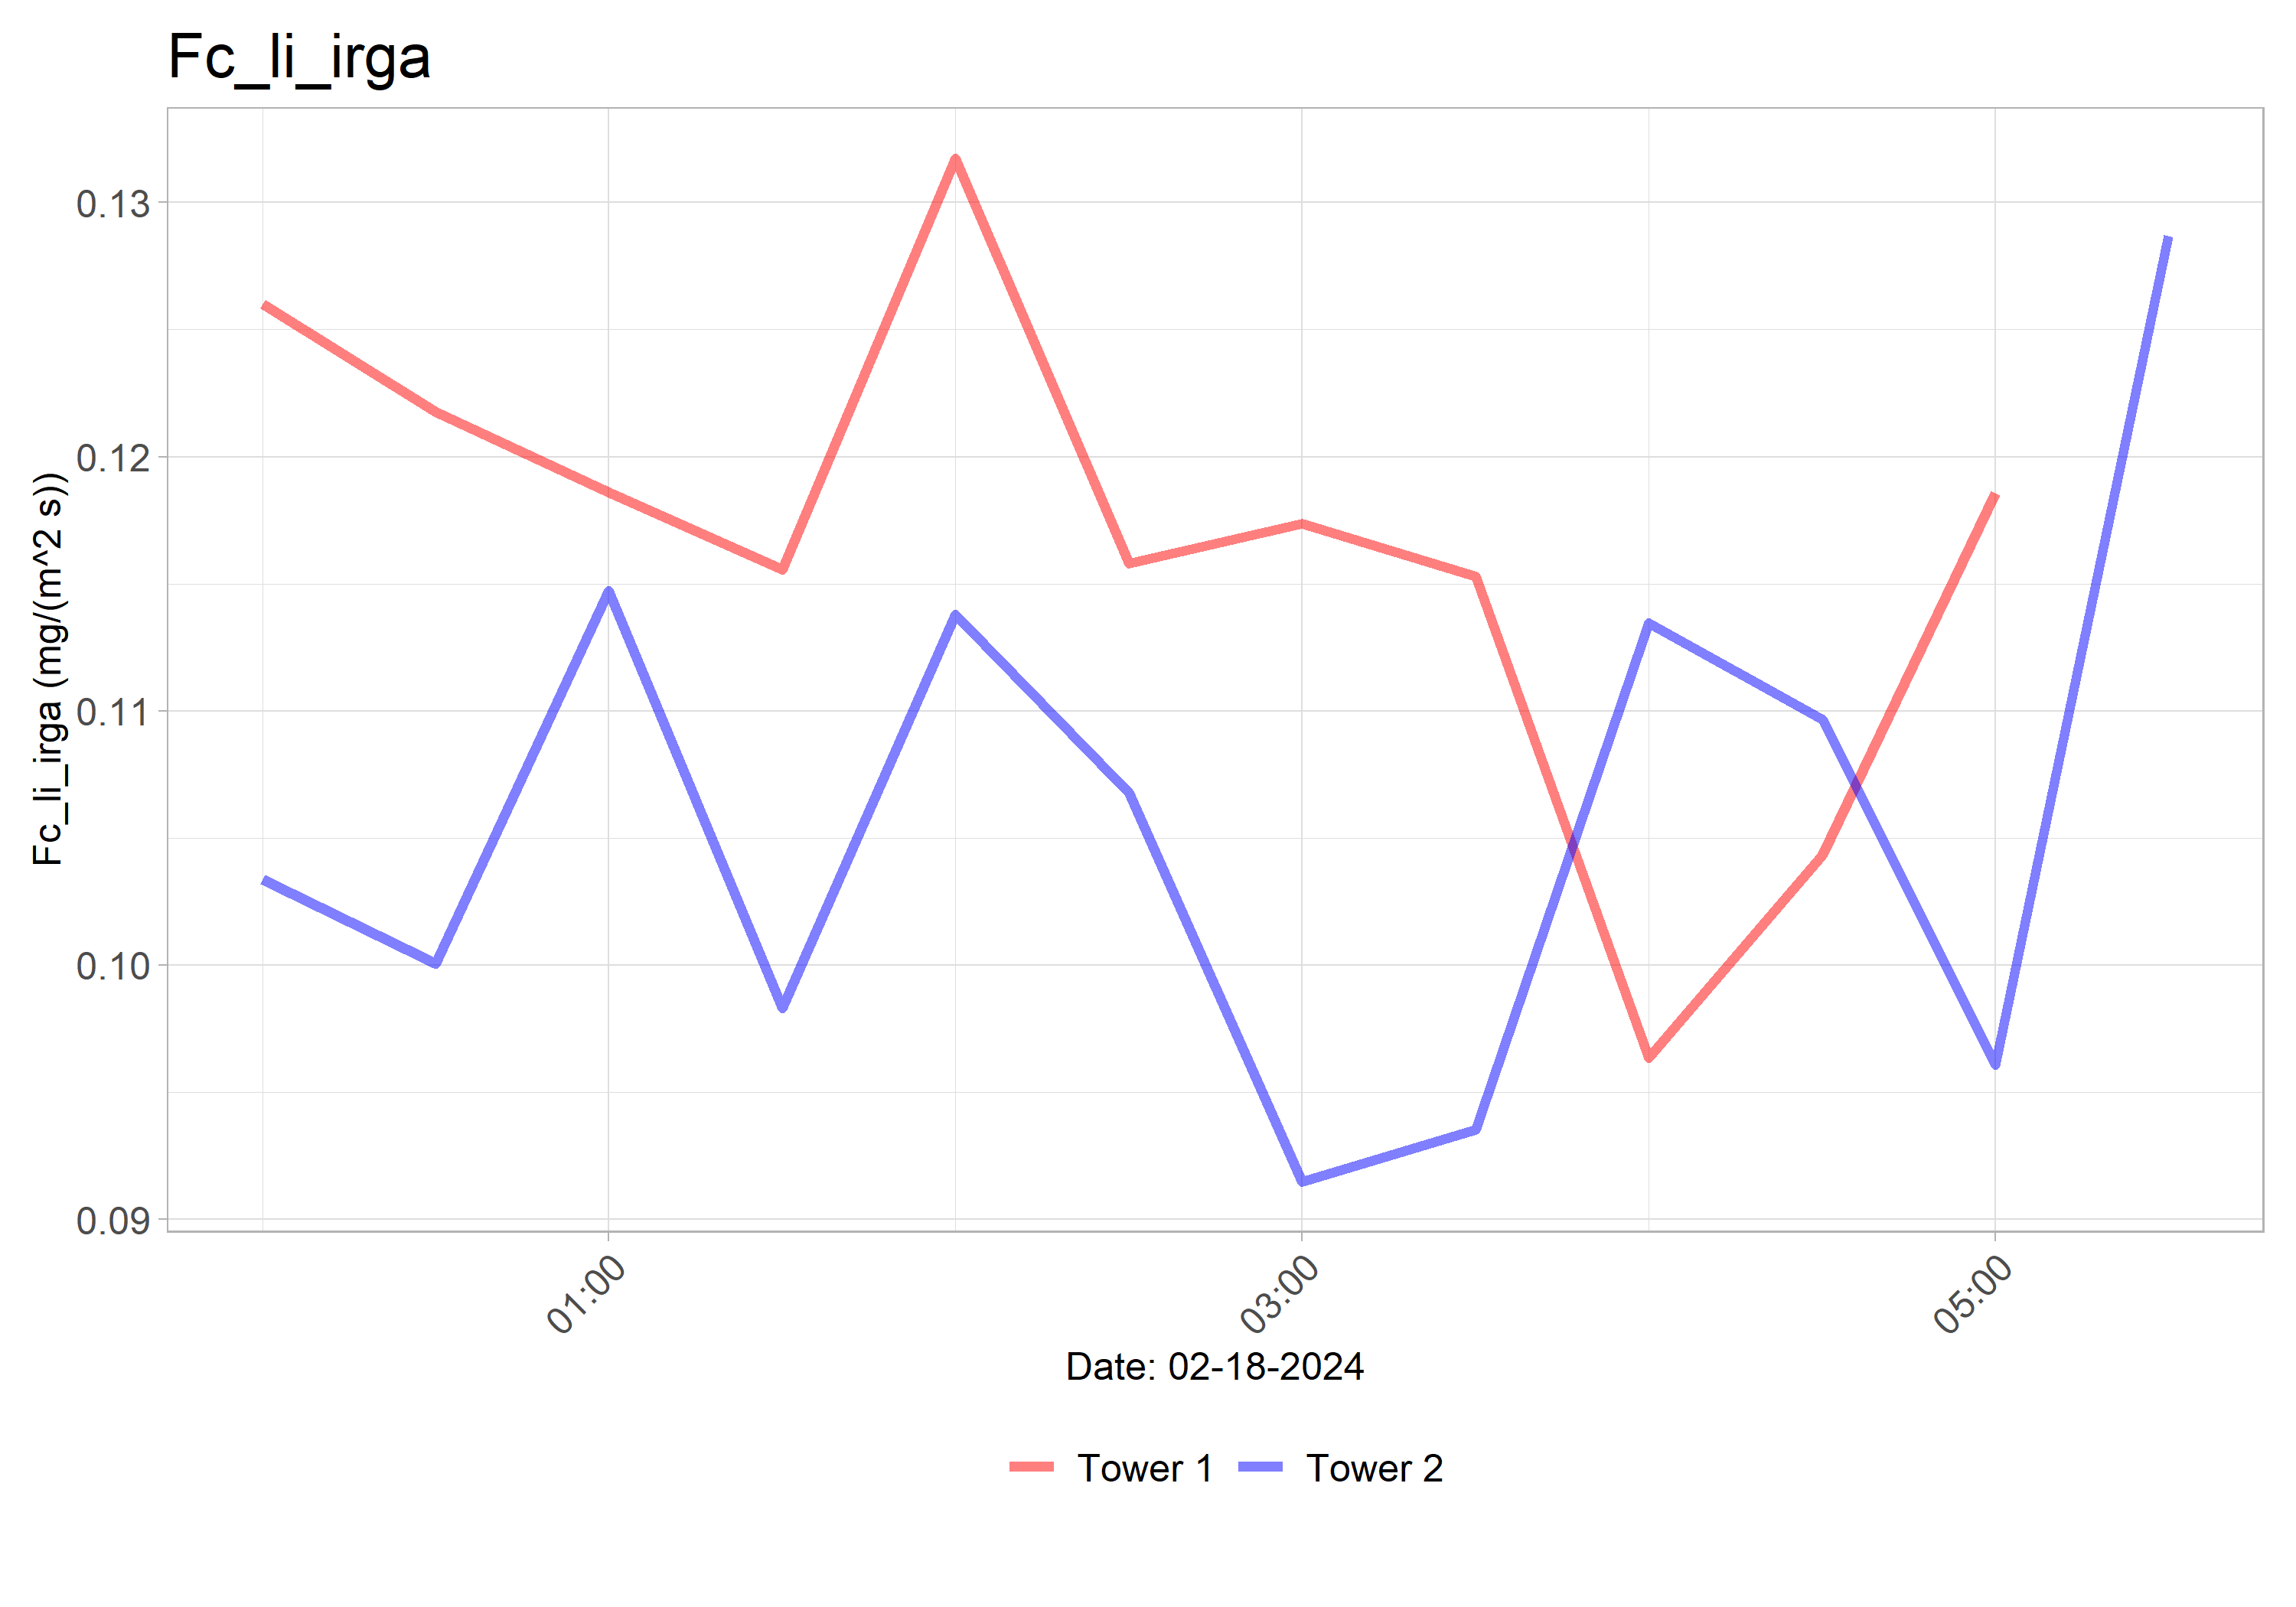 Fc_li_irga
Fc_li_irga (mg/(m^2 s))
0.13
0.12
0.11
0.10
0.09
01:00
03:00
05:00
Date: 02-18-2024
Tower 1
Tower 2